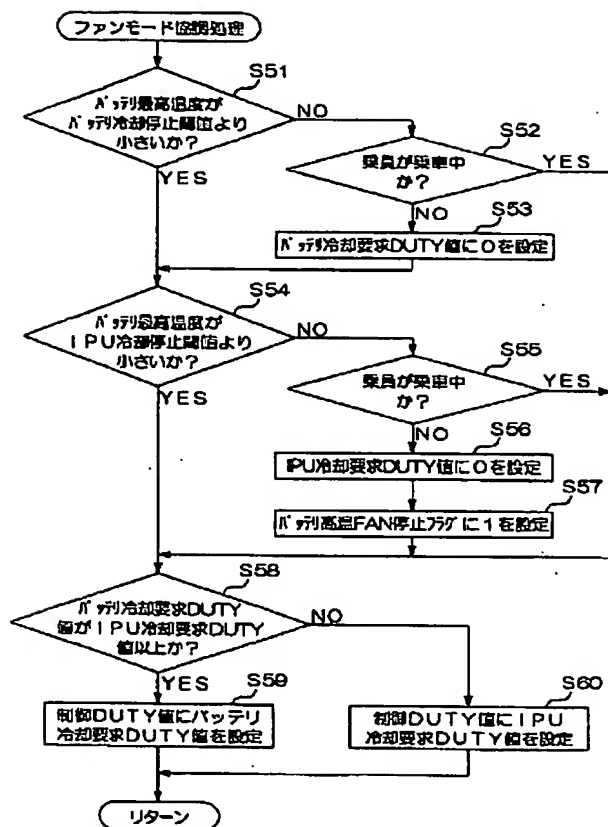 ファンモード協調処理
S51
バッテリ最高温度が
バッテリ冷却停止閾値より
小さいか?
NO
YES
S52
乗員が乗車中
か?
YES
NO
S53
バッテリ冷却要求DUTY値に0を設定
S54
バッテリ最高温度が
IPU冷却停止閾値より
小さいか?
NO
YES
S55
乗員が乗車中
か?
YES
NO
S56
IPU冷却要求DUTY値に0を設定
S57
バッテリ高温FAN停止フラグに1を設定
S58
バッテリ冷却要求DUTY
値がIPU冷却要求DUTY
値以上か?
NO
YES
S59
制御DUTY値にバッテリ
冷却要求DUTY値を設定
S60
制御DUTY値にIPU
冷却要求DUTY値を設定
リターン